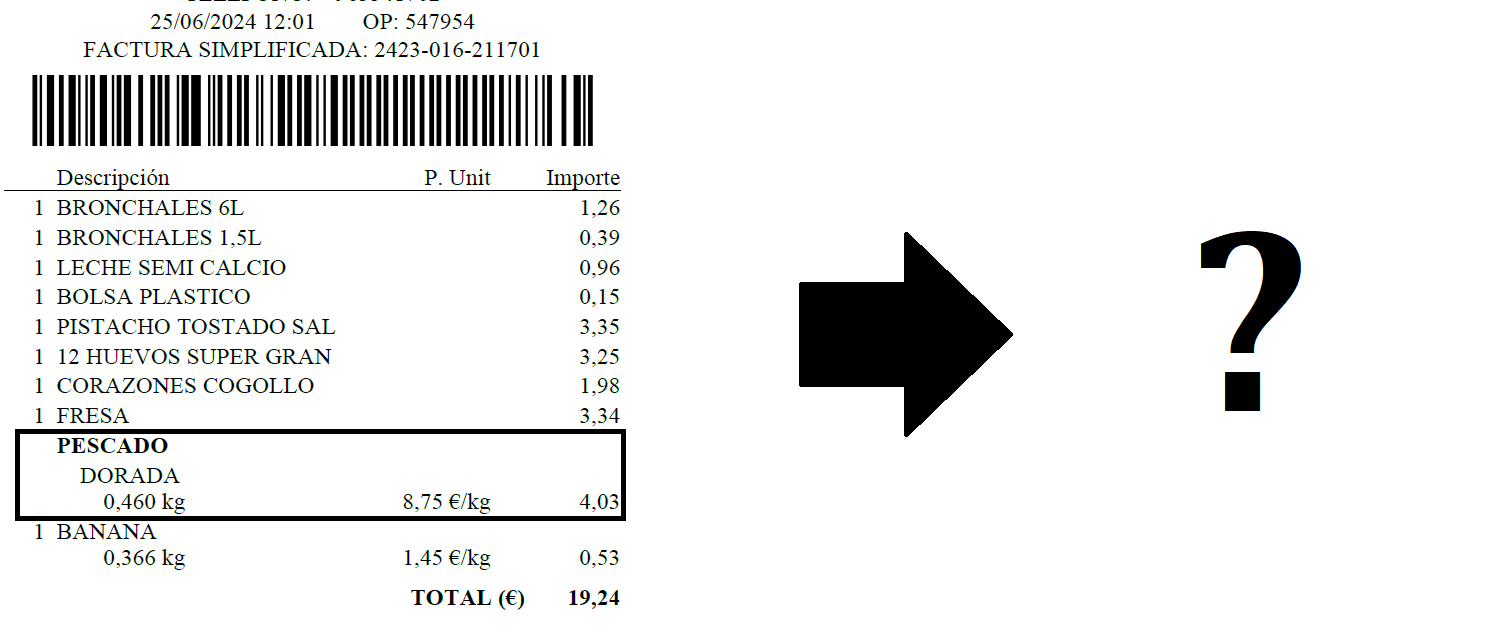 25/06/2024 12:01 OP: 547954
FACTURA SIMPLIFICADA: 2423-016-211701
Descripción P. Unit Importe
1 BRONCHALES 6L 1,26
1 BRONCHALES 1,5L 0,39
1 LECHE SEMI CALCIO 0,96
1 BOLSA PLASTICO 0,15
1 PISTACHO TOSTADO SAL 3,35
1 12 HUEVOS SUPER GRAN 3,25
1 CORAZONES COGOLLO 1,98
1 FRESA 3,34
PESCADO
DORADA
0,460 kg 8,75 €/kg 4,03
1 BANANA
0,366 kg 1,45 €/kg 0,53
TOTAL (€) 19,24
?